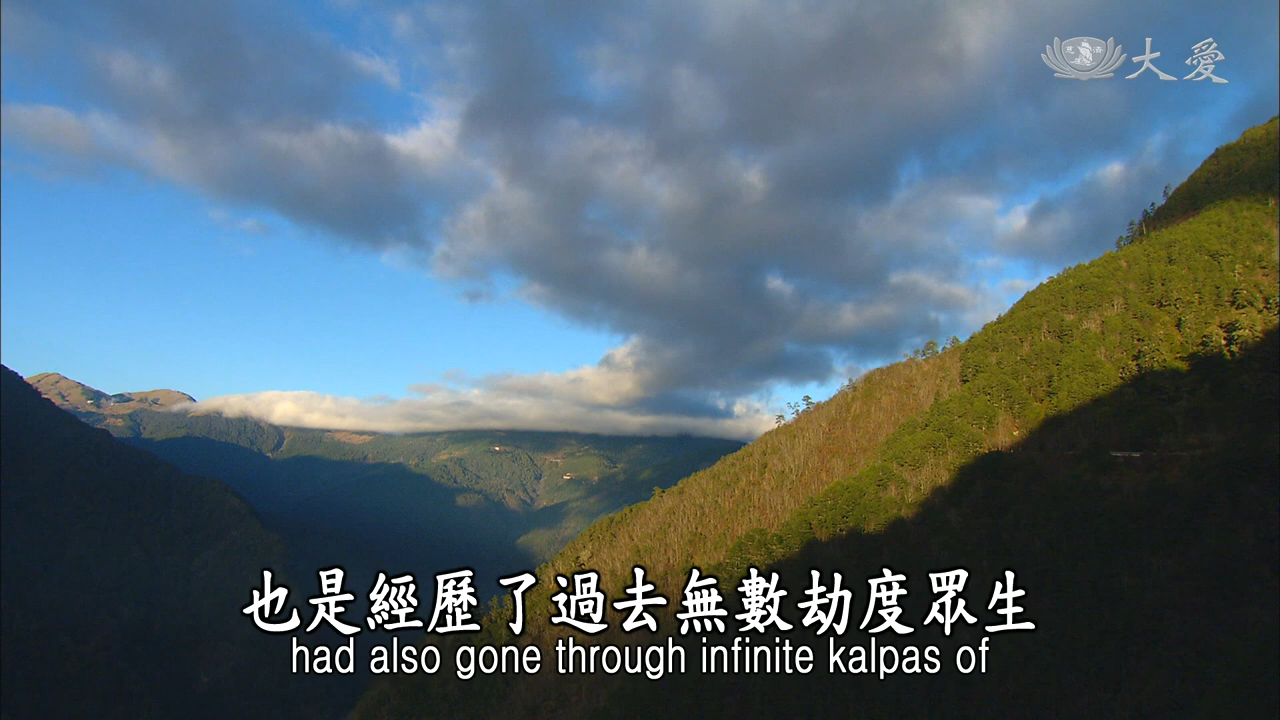 大愛
也是經歷了過去無數劫度眾生
had also gone through infinite kalpas of